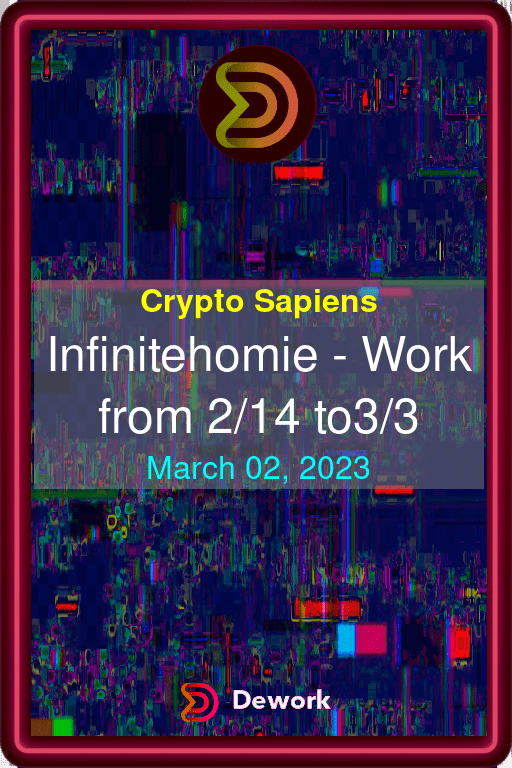 Crypto Sapiens
Infinitehomie - Work
from 2/14 to3/3
March 02, 2023
Dework